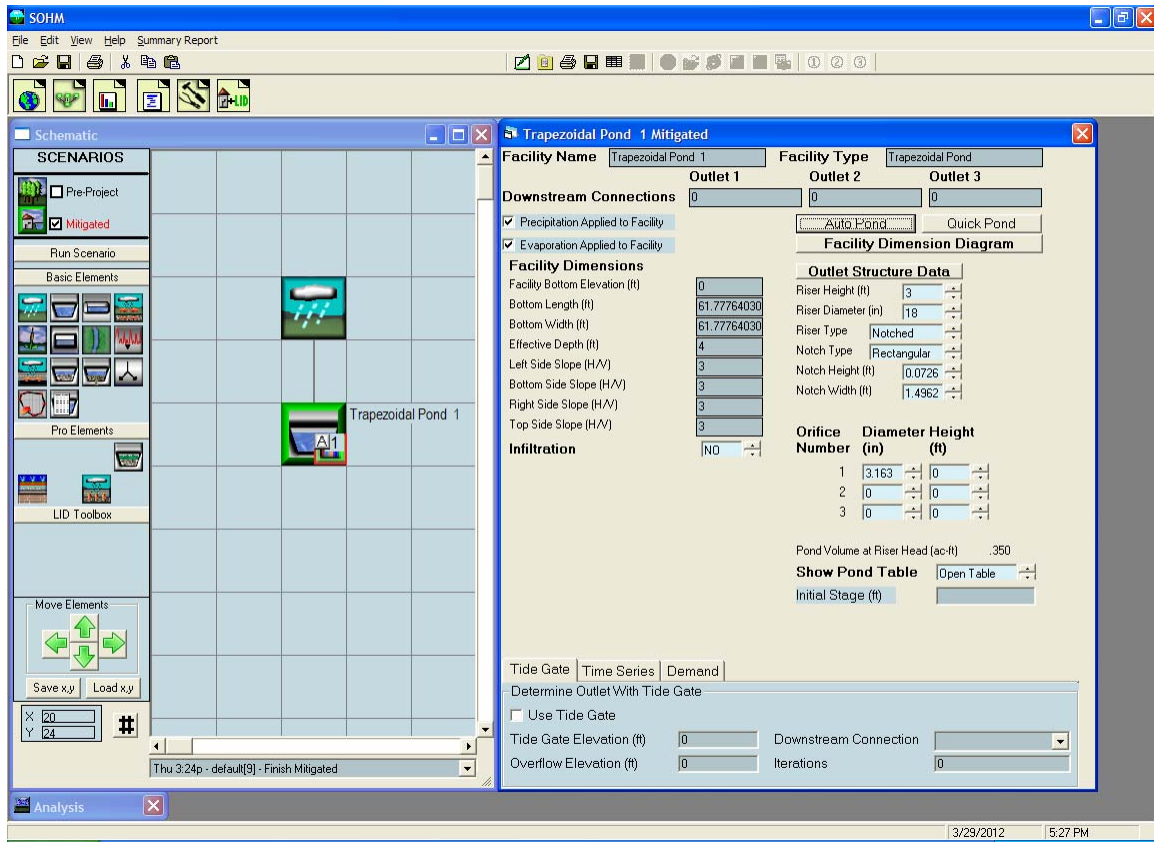 SOHM
File Edit View Help Summary Report
+LID
Schematic
SCENARIOS
Pre-Project
Mitigated
Run Scenario
Basic Elements
Pro Elements
LID Toolbox
Move Elements
Save x,y Load x,y
X 20
Y 24
#
Trapezoidal Pond 1
A 1
Thu 3:24p - default[9] - Finish Mitigated
Analysis
Trapezoidal Pond 1 Mitigated
Facility Name Trapezoidal Pond 1 Facility Type Trapezoidal Pond
Outlet 1 Outlet 2 Outlet 3
Downstream Connections 0 0 0
Precipitation Applied to Facility Auto Pond Quick Pond
Evaporation Applied to Facility Facility Dimension Diagram
Facility Dimensions
Facility Bottom Elevation (ft) 0
Bottom Length (ft) 61.77764030
Bottom Width (ft) 61.77764030
Effective Depth (ft) 4
Left Side Slope (H/V) 3
Bottom Side Slope (H/V) 3
Right Side Slope (H/V) 3
Top Side Slope (H/V) 3
Infiltration NO
Outlet Structure Data
Riser Height (ft) 3
Riser Diameter (in) 18
Riser Type Notched
Notch Type Rectangular
Notch Height (ft) 0.0726
Notch Width (ft) 1.4962
Orifice Diameter Height
Number (in) (ft)
1 3.163 0
2 0 0
3 0 0
Pond Volume at Riser Head (ac-ft) .350
Show Pond Table Open Table
Initial Stage (ft)
Tide Gate Time Series Demand
Determine Outlet With Tide Gate
Use Tide Gate
Tide Gate Elevation (ft) 0 Downstream Connection
Overflow Elevation (ft) 0 Iterations 0
3/29/2012 5:27 PM